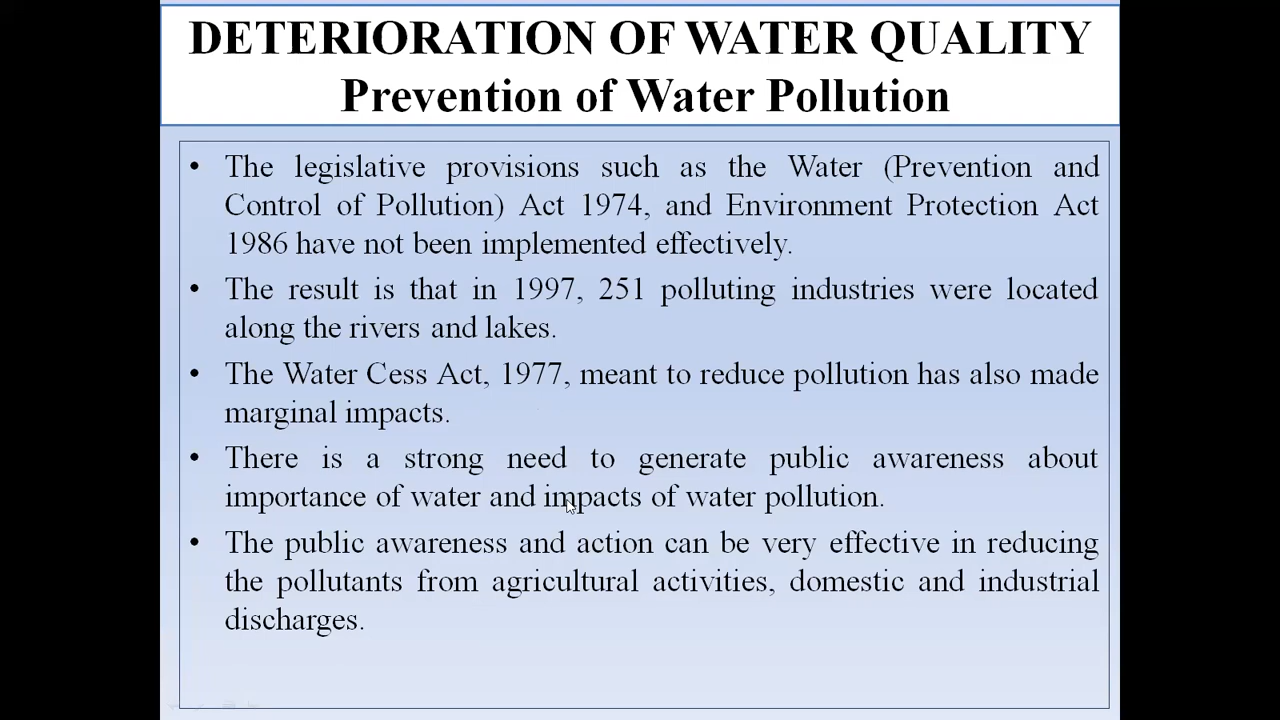 DETERIORATION OF WATER QUALITY
Prevention of Water Pollution
• The legislative provisions such as the Water (Prevention and
Control of Pollution) Act 1974, and Environment Protection Act
1986 have not been implemented effectively.
• The result is that in 1997, 251 polluting industries were located
along the rivers and lakes.
• The Water Cess Act, 1977, meant to reduce pollution has also made
marginal impacts.
• There is a strong need to generate public awareness about
importance of water and impacts of water pollution.
• The public awareness and action can be very effective in reducing
the pollutants from agricultural activities, domestic and industrial
discharges.